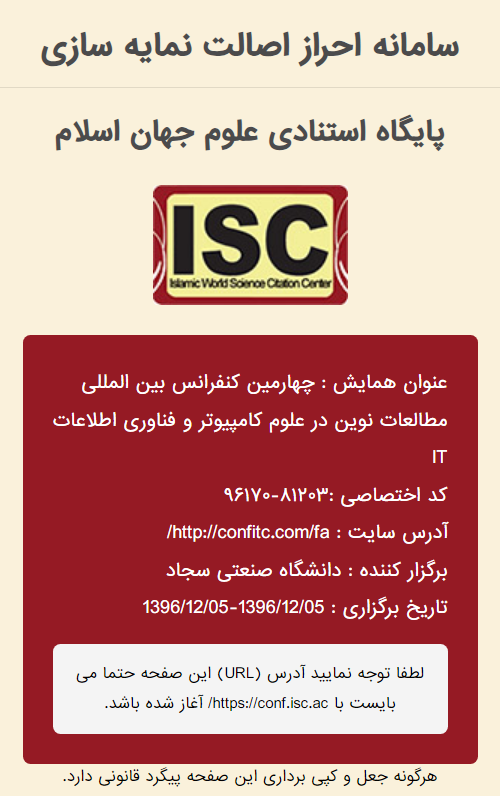 سامانه احراز اصالت نمایه سازی
پایگاه استنادی علوم جهان اسلام
ISC
Islamic World Science Citation Center
عنوان همایش : چهارمین کنفرانس بین المللی
مطالعات نوین در علوم کامپیوتر و فناوری اطلاعات
IT
کد اختصاصی :۹۶۱۷۰-۸۱۲۰۳
آدرس سایت : http://confitc.com/fa/
برگزار کننده : دانشگاه صنعتی سجاد
تاریخ برگزاری : 1396/12/05-1396/12/05
لطفا توجه نمایید آدرس (URL) این صفحه حتما می
بایست با https://conf.isc.ac/ آغاز شده باشد.
هرگونه جعل و کپی برداری این صفحه پیگرد قانونی دارد.